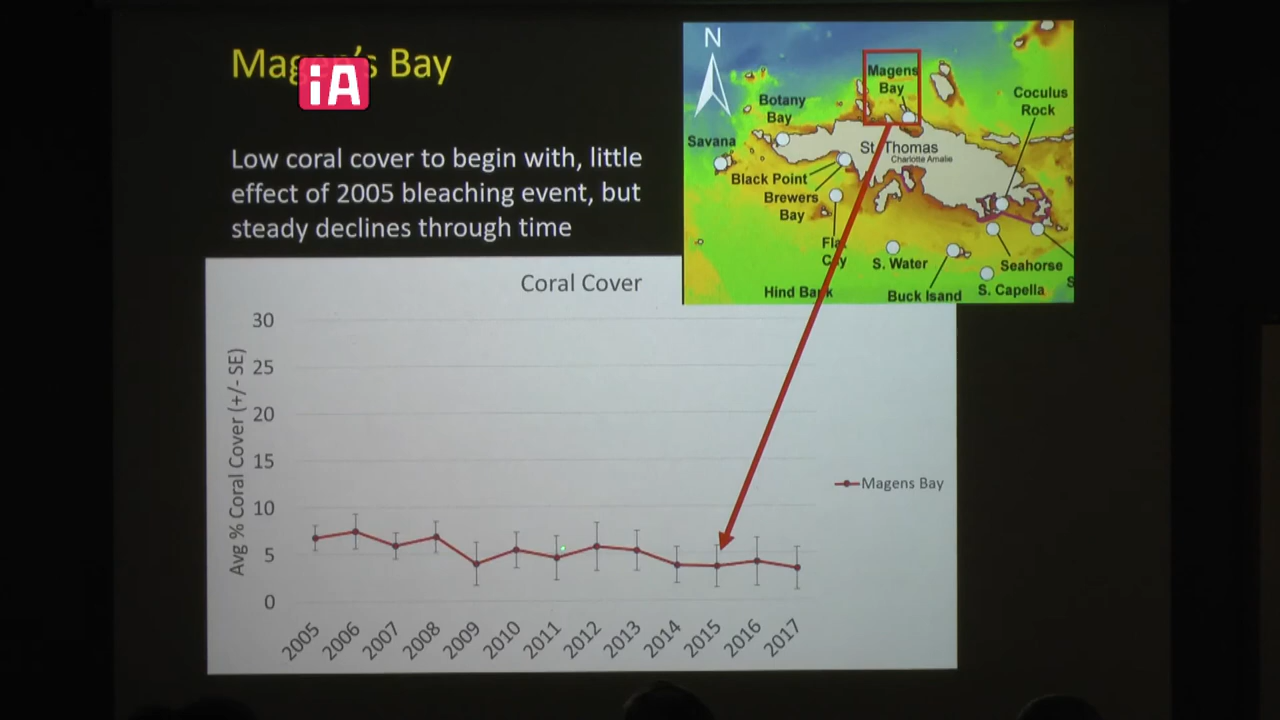 Magen's Bay
iA
Low coral cover to begin with, little
effect of 2005 bleaching event, but
steady declines through time
N
Magens
Bay
Coculus
Rock
Botany
Bay
Savana
St. Thomas
Charlotte Amalie
Black Point
Brewers
Bay
Flat
Cay
S. Water
Seahorse
Hind Bank
Buck Island
S. Capella
S
Coral Cover
Avg % Coral Cover (+/- SE)
30
25
20
15
10
5
0
2005
2006
2007
2008
2009
2010
2011
2012
2013
2014
2015
2016
2017
Magens Bay